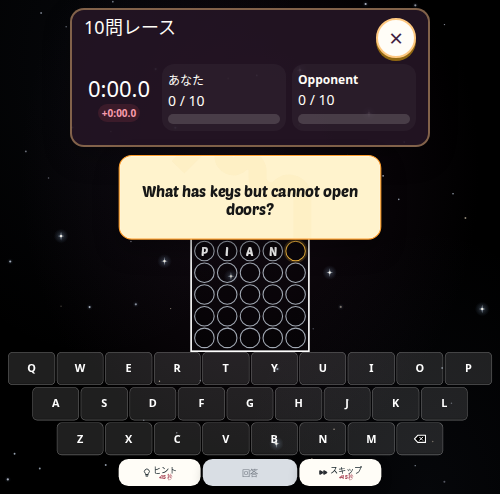 10問レース
✕
0:00.0
+0:00.0
あなた
0 / 10
Opponent
0 / 10
What has keys but cannot open
doors?
P I A N
Q W E R T Y U I O P
A S D F G H J K L
Z X C V B N M
ヒント
回答
スキップ